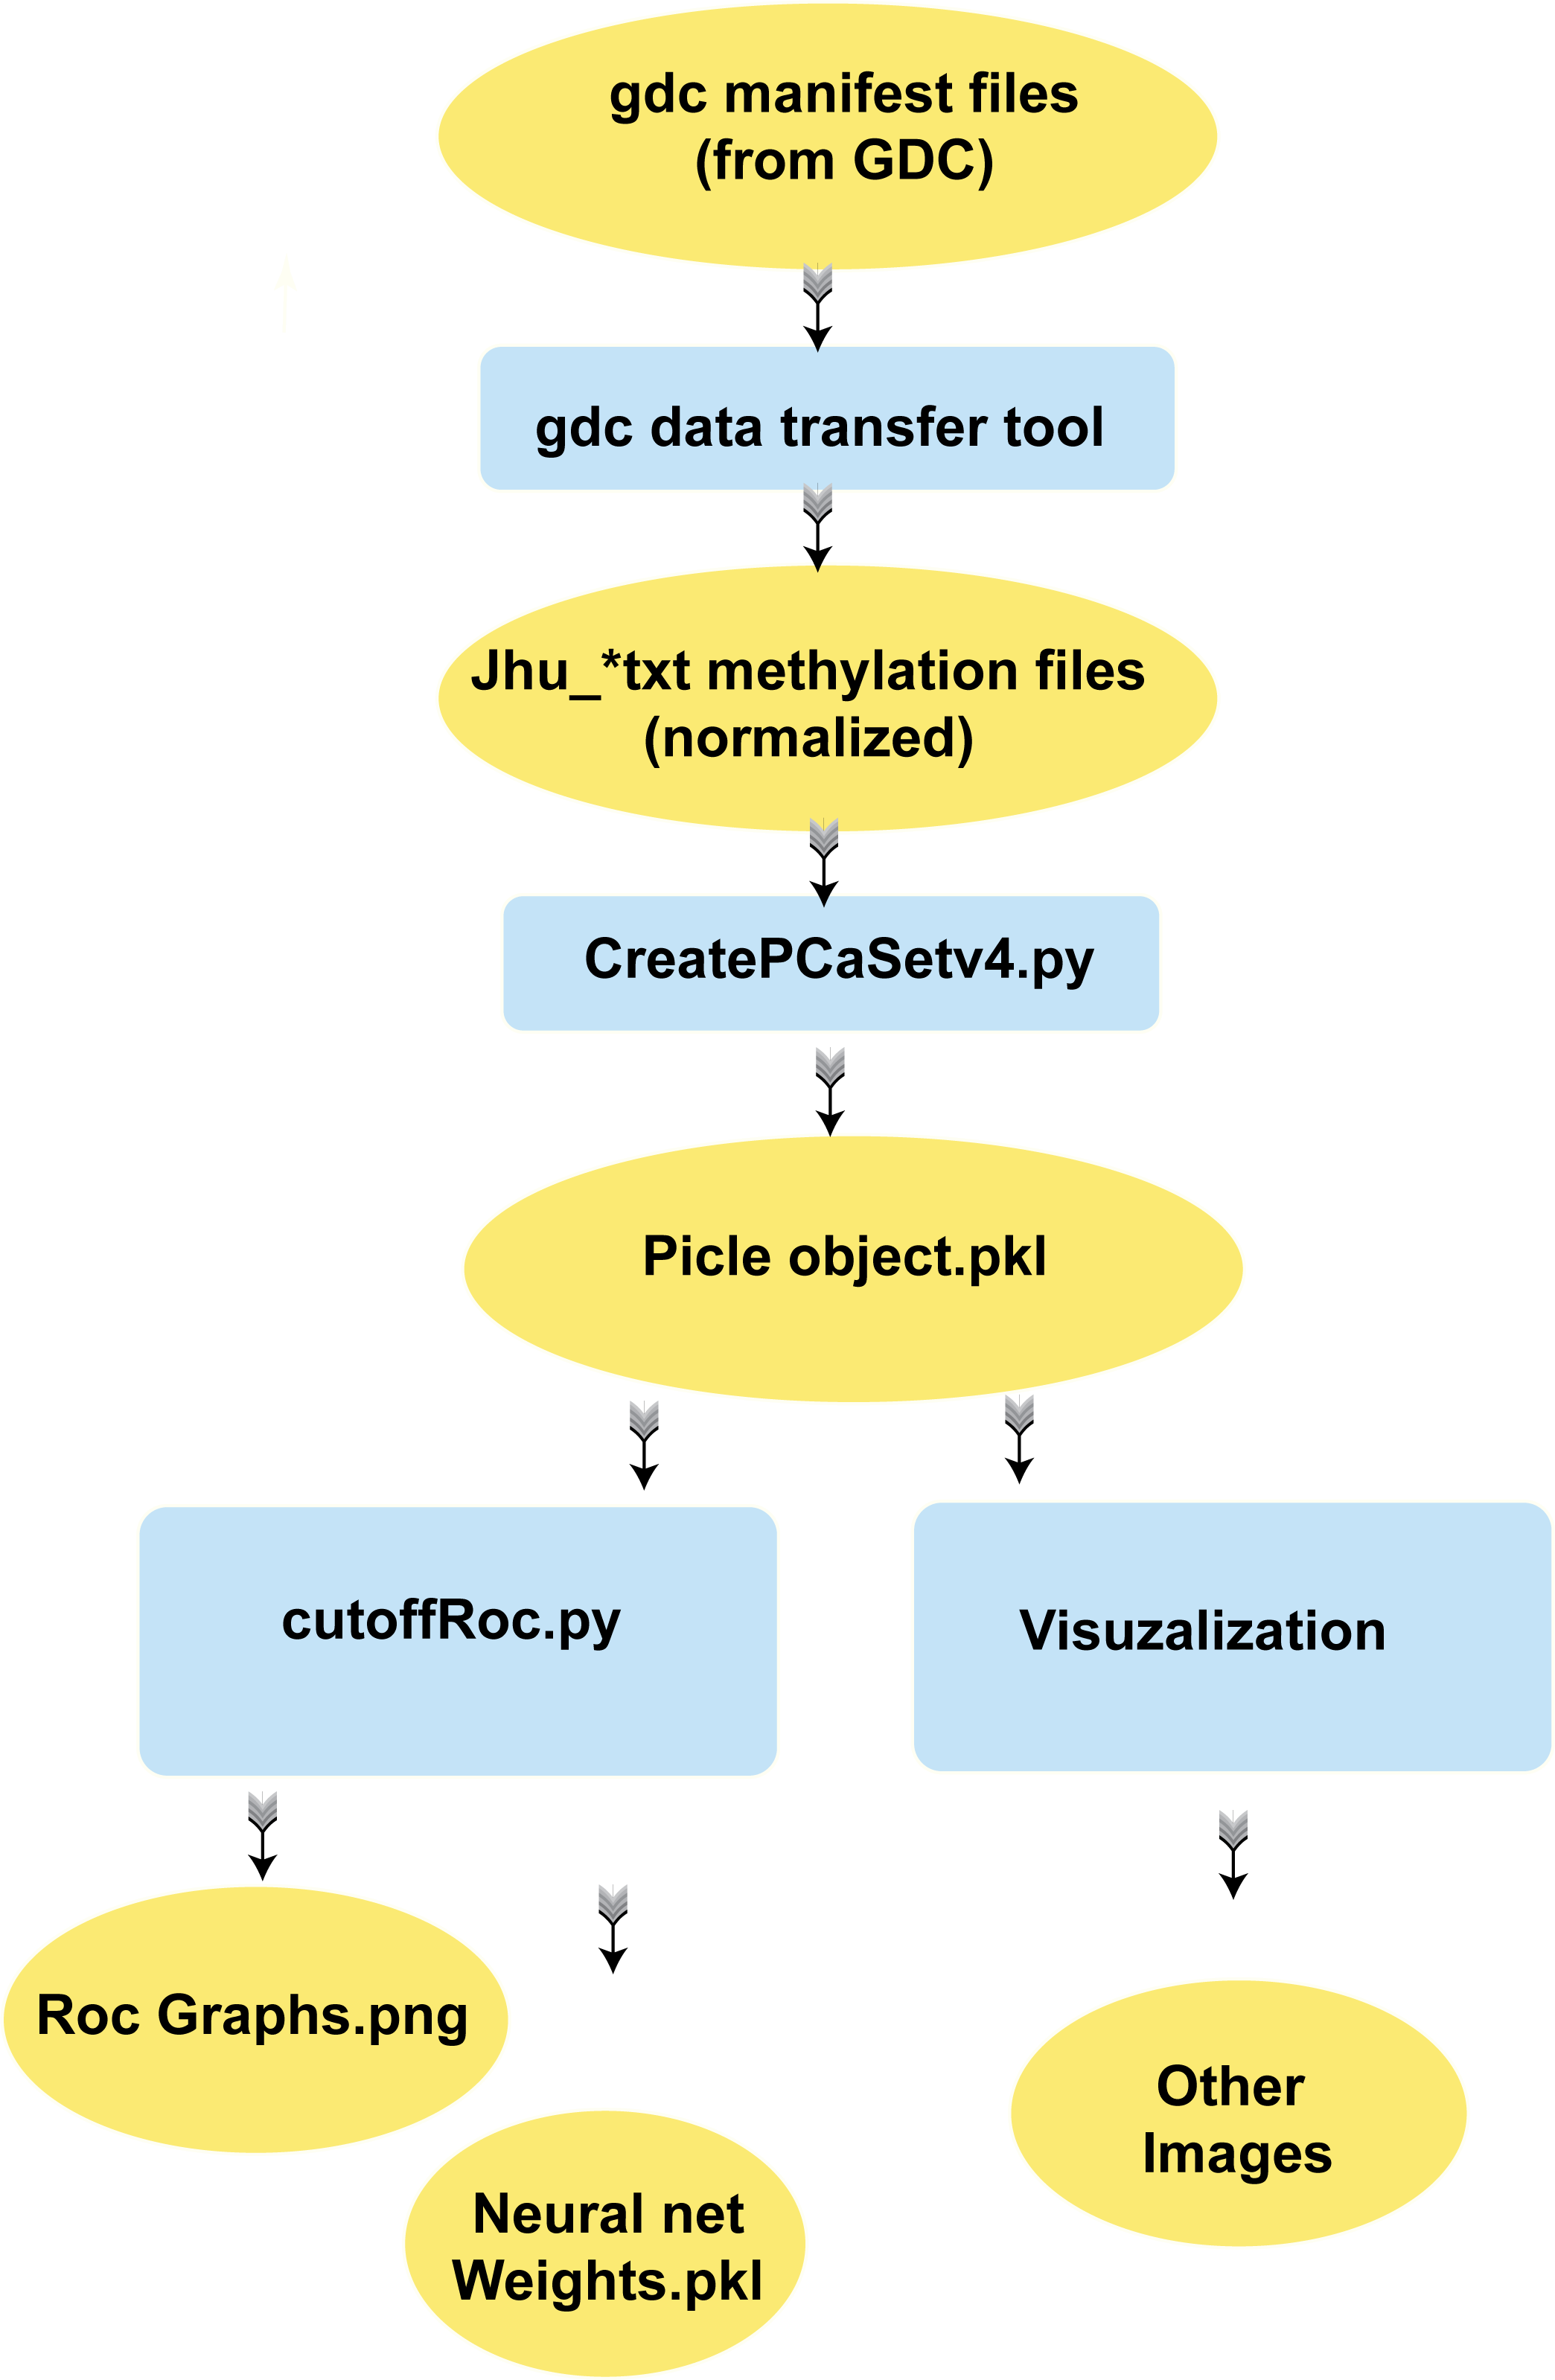 gdc manifest files
(from GDC)
gdc data transfer tool
Jhu_*txt methylation files
(normalized)
CreatePCaSetv4.py
Picle object.pkl
cutoffRoc.py
Visuzalization
Roc Graphs.png
Other
Images
Neural net
Weights.pkl